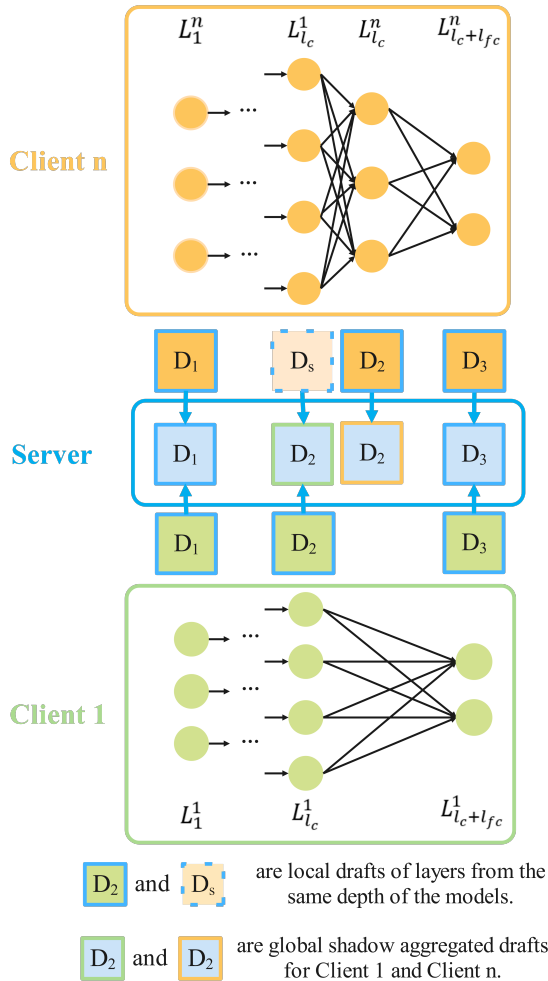 L_1^n L_{l_c}^1 L_{l_c}^n L_{l_c+l_{fc}}^n
... 
Client n ...
...
D_1 D_s D_2 D_3
Server D_1 D_2 D_2 D_3
D_1 D_2 D_3
...
Client 1 ...
...
L_1^1 L_{l_c}^1 L_{l_c+l_{fc}}^1
D_2 and D_s are local drafts of layers from the
same depth of the models.
D_2 and D_2 are global shadow aggregated drafts
for Client 1 and Client n.